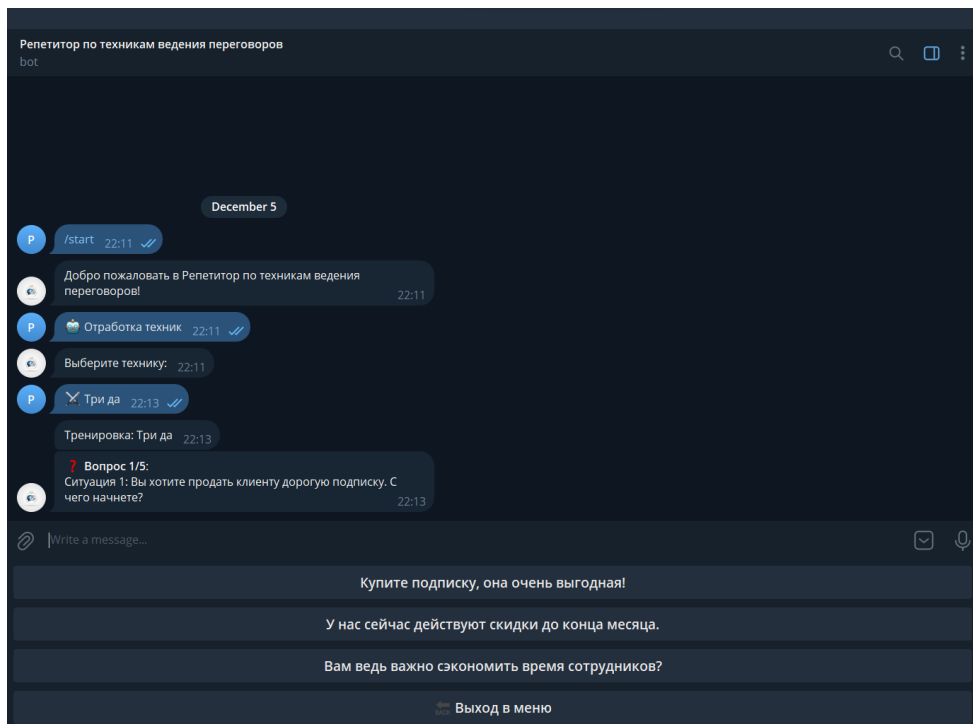 Репетитор по техникам ведения переговоров
bot
December 5
P
/start 22:11
Добро пожаловать в Репетитор по техникам ведения
переговоров!
22:11
P
Отработка техник 22:11
Выберите технику: 22:11
P
Три да 22:13
Тренировка: Три да 22:13
❓ Вопрос 1/5:
Ситуация 1: Вы хотите продать клиенту дорогую подписку. С
чего начнете?
22:13
Write a message...
Купите подписку, она очень выгодная!
У нас сейчас действуют скидки до конца месяца.
Вам ведь важно сэкономить время сотрудников?
🔙 Выход в меню